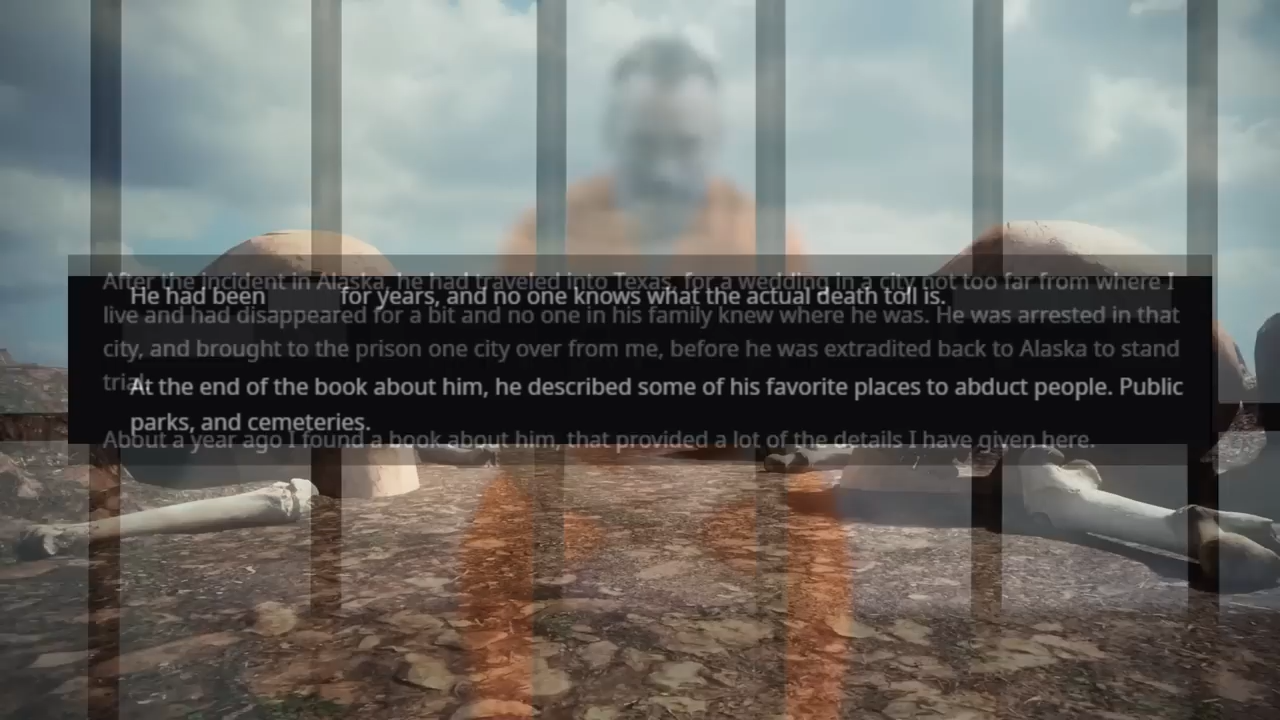 After the incident in Alaska, he had traveled into Texas, for a wedding in a city not too far from where I
live and had disappeared for a bit and no one in his family knew where he was. He was arrested in that
city, and brought to the prison one city over from me, before he was extradited back to Alaska to stand
trial.
About a year ago I found a book about him, that provided a lot of the details I have given here.
He had been for years, and no one knows what the actual death toll is.
At the end of the book about him, he described some of his favorite places to abduct people. Public
parks, and cemeteries.